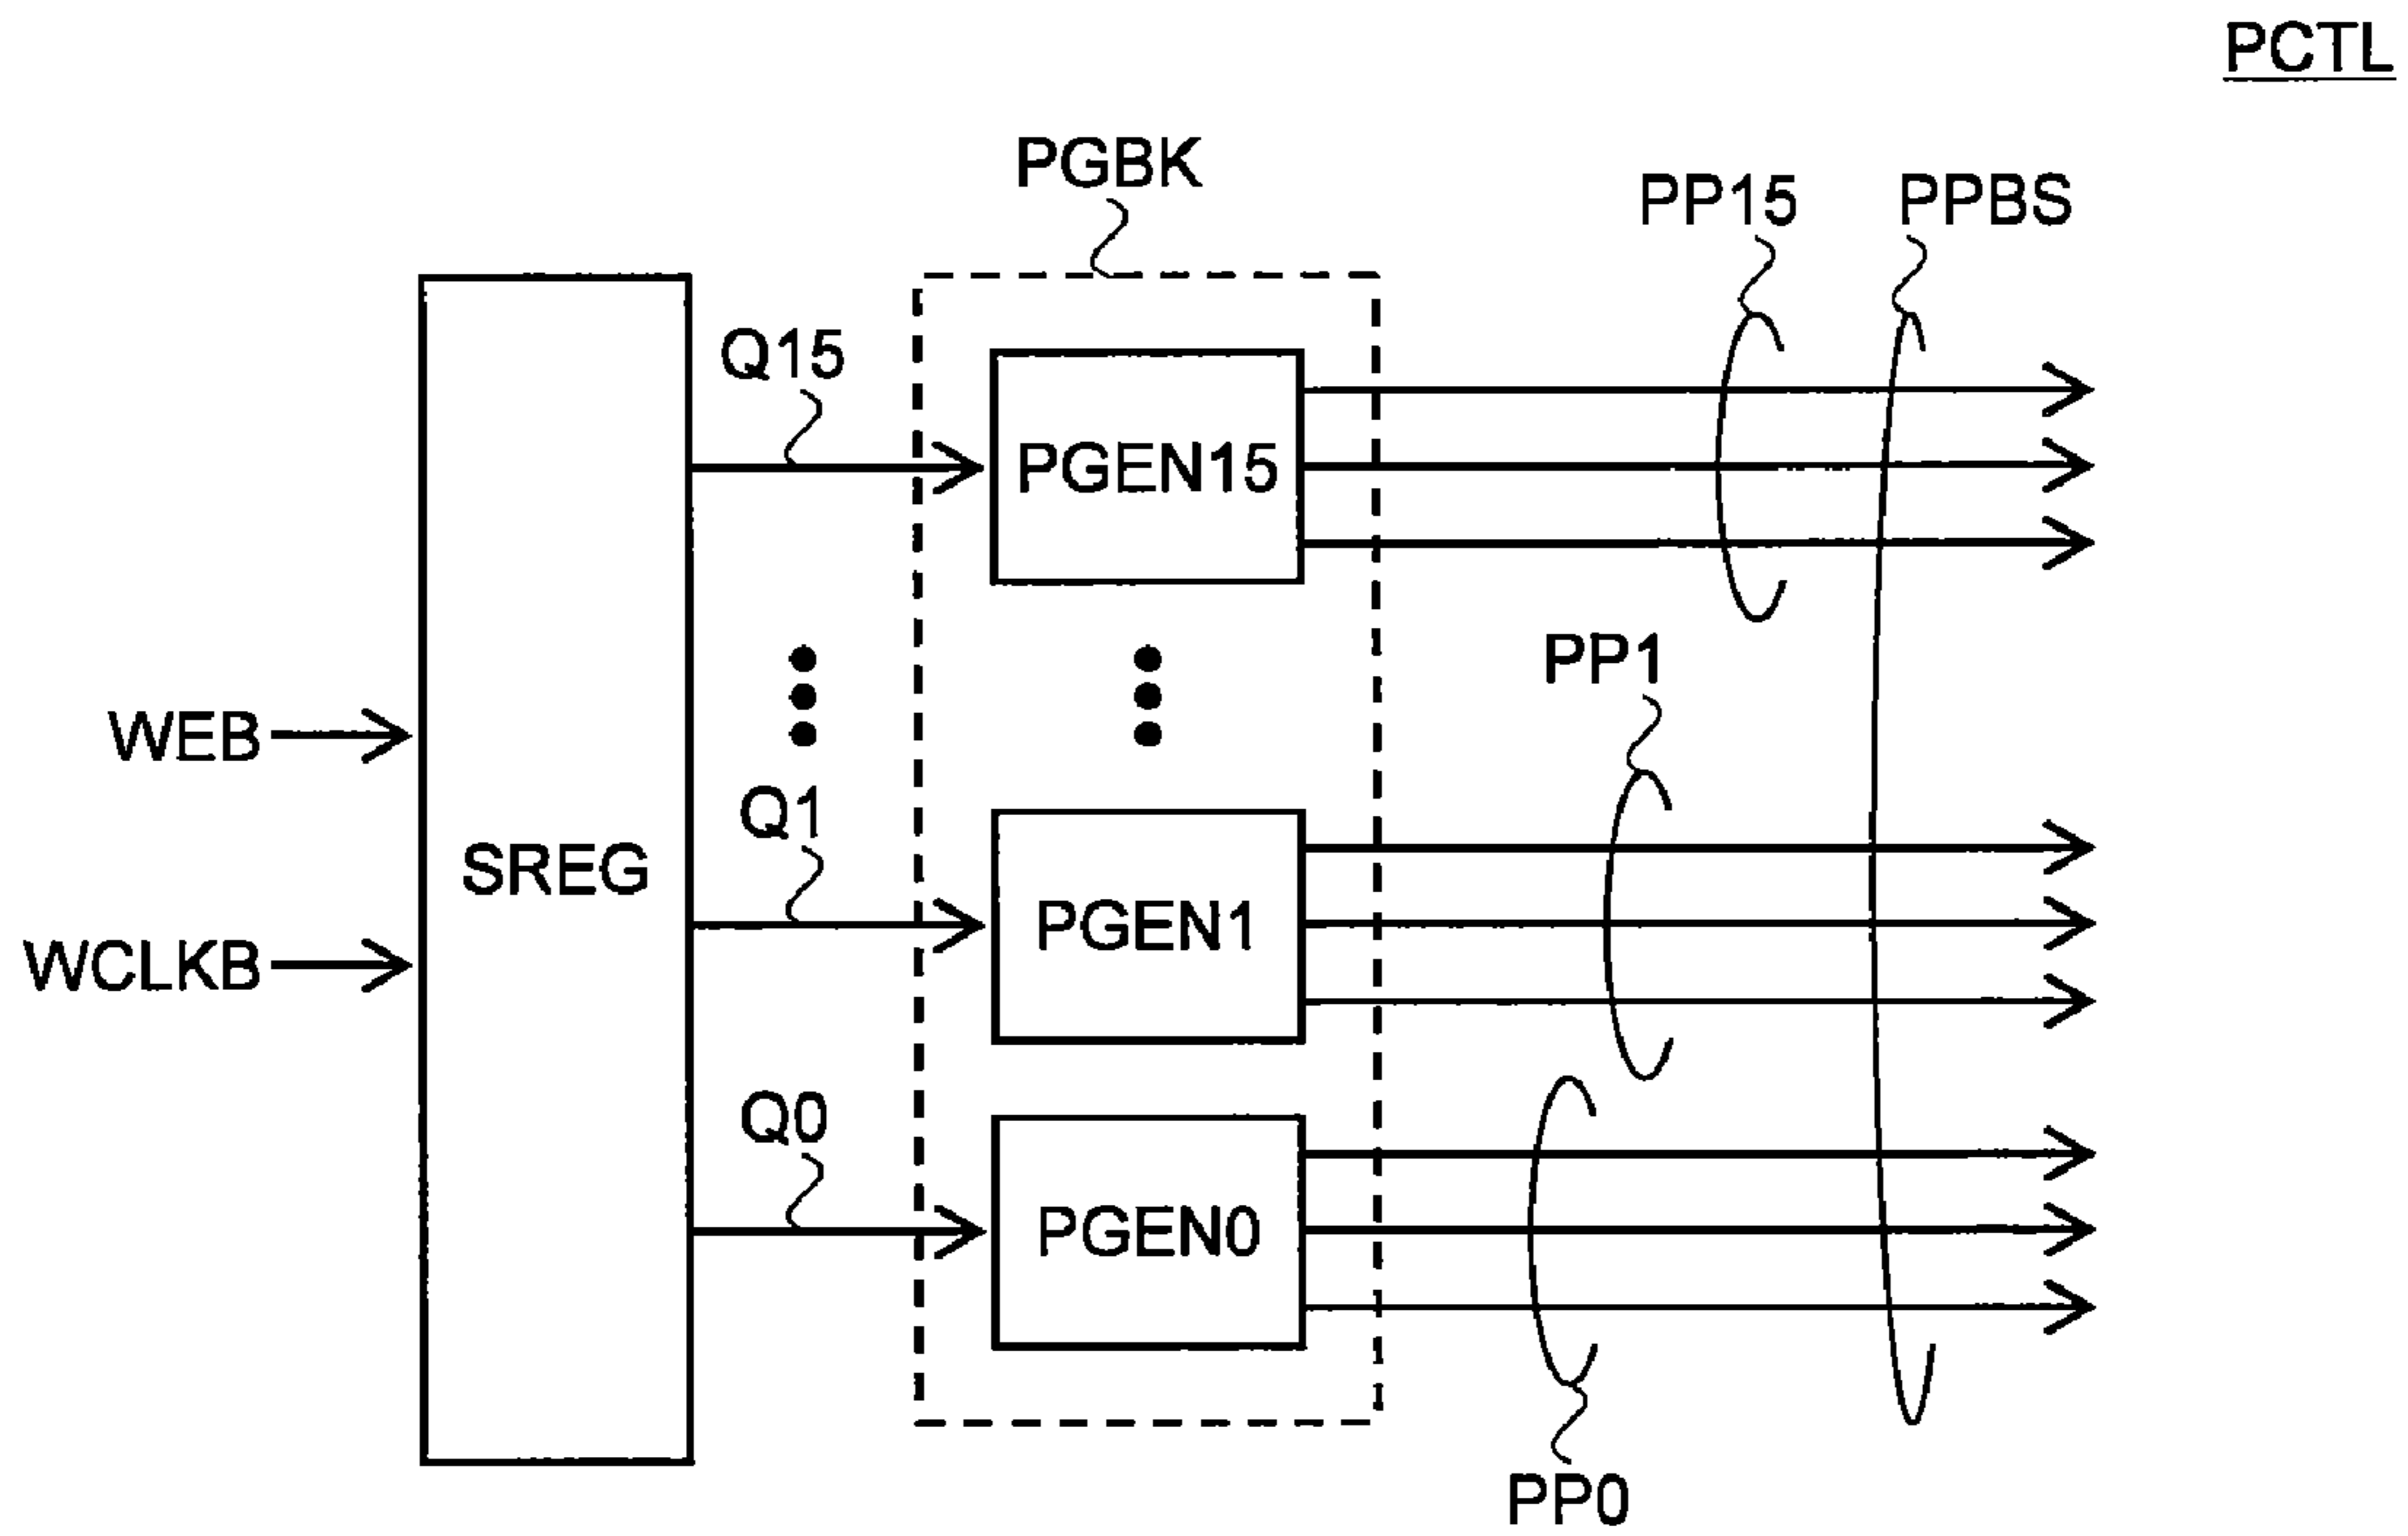 PCTL
PGBK
PP15
PPBS
Q15
PGEN15
PP1
WEB
Q1
SREG
PGEN1
WCLKB
Q0
PGEN0
PP0